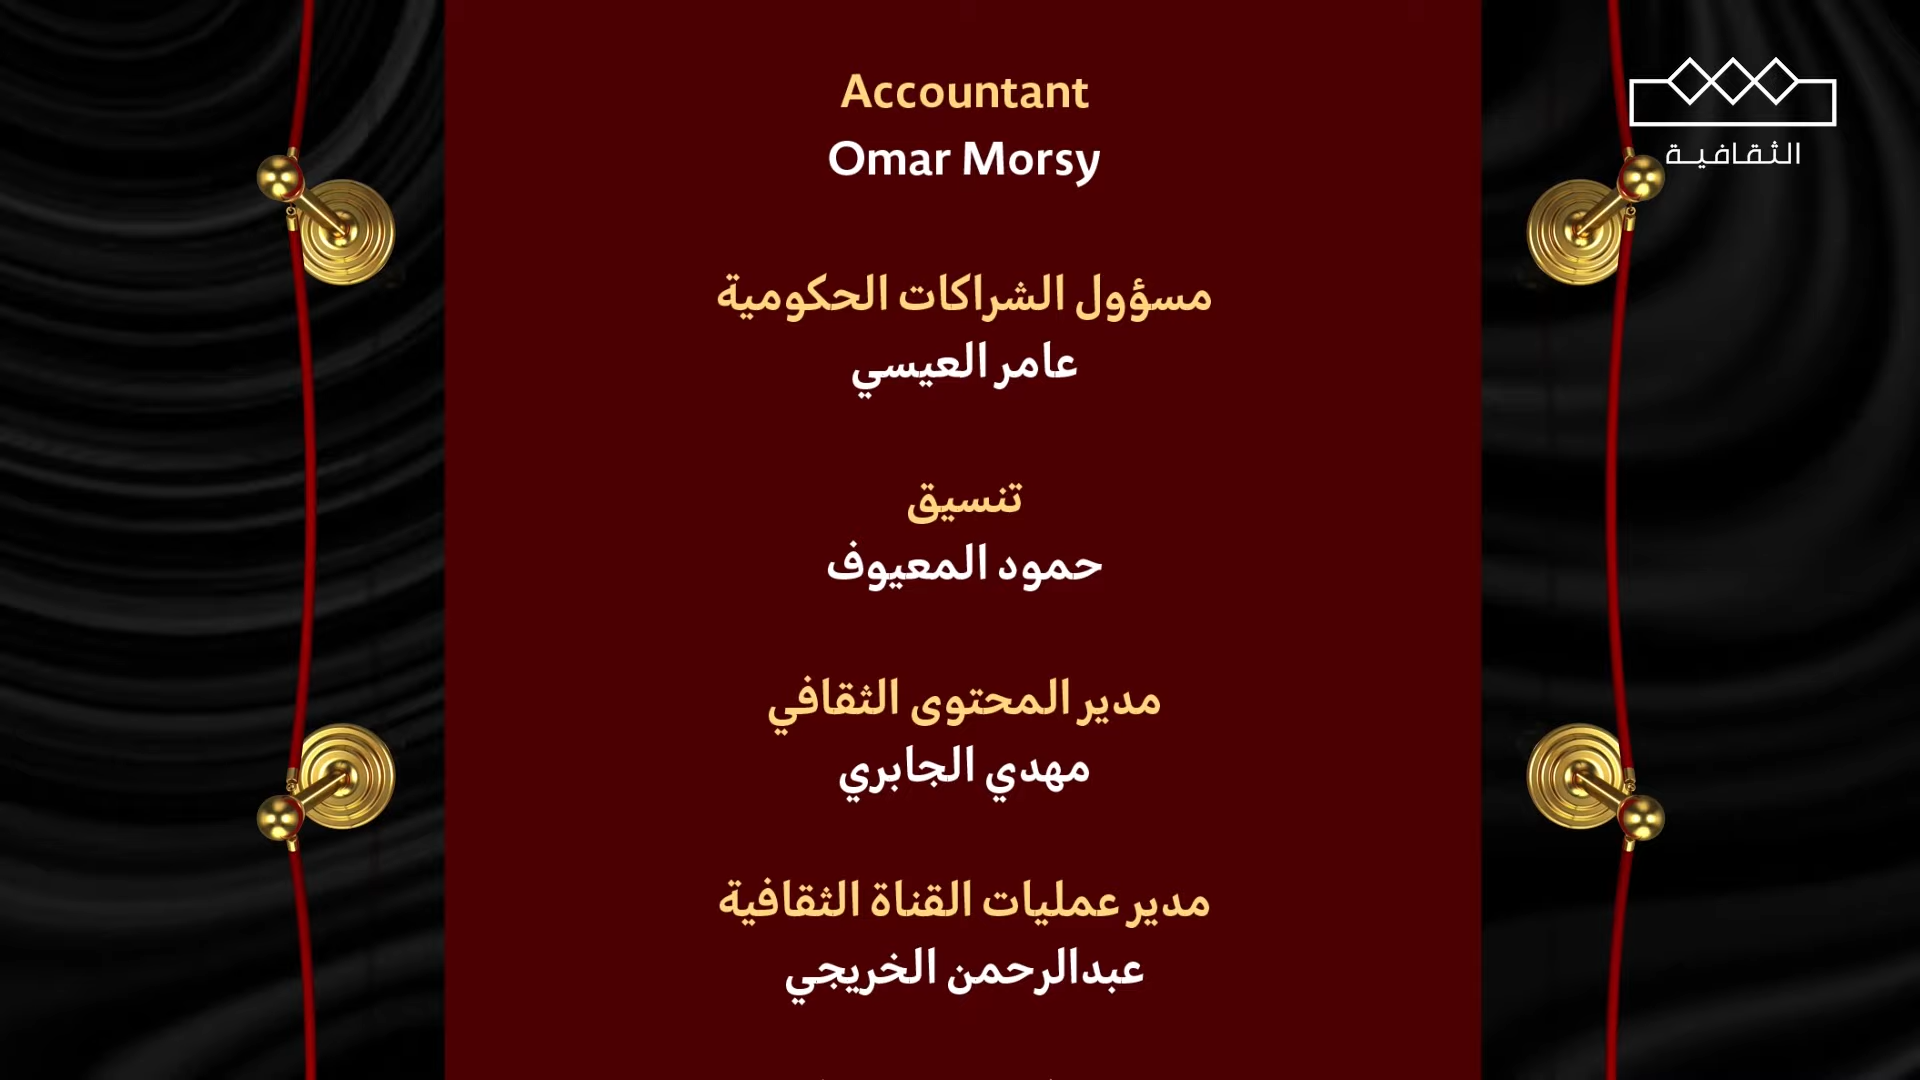 Accountant
Omar Morsy
مسؤول الشراكات الحكومية
عامر العيسي
تنسيق
حمود المعيوف
مدير المحتوى الثقافي
مهدي الجابري
مدير عمليات القناة الثقافية
عبدالرحمن الخريجي
الثقافية